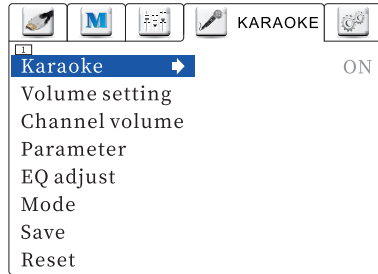 M KARAOKE
1
Karaoke ON
Volume setting
Channel volume
Parameter
EQ adjust
Mode
Save
Reset